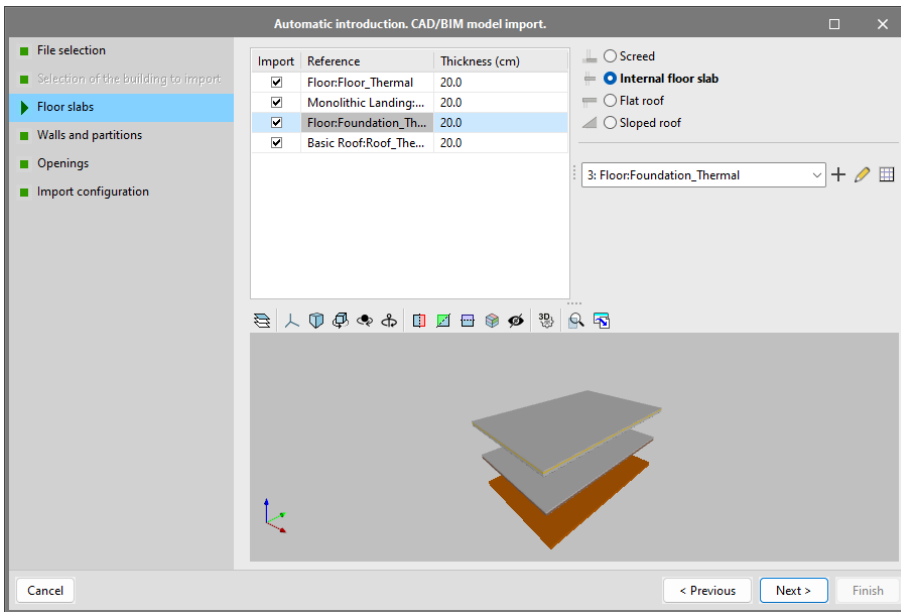 Automatic introduction. CAD/BIM model import.
File selection
Selection of the building to import
Floor slabs
Walls and partitions
Openings
Import configuration
Import Reference Thickness (cm)
Floor:Floor_Thermal 20.0
Monolithic Landing:... 20.0
Floor:Foundation_Th... 20.0
Basic Roof:Roof_The... 20.0
Screed
Internal floor slab
Flat roof
Sloped roof
3: Floor:Foundation_Thermal
3D
Cancel
< Previous
Next >
Finish